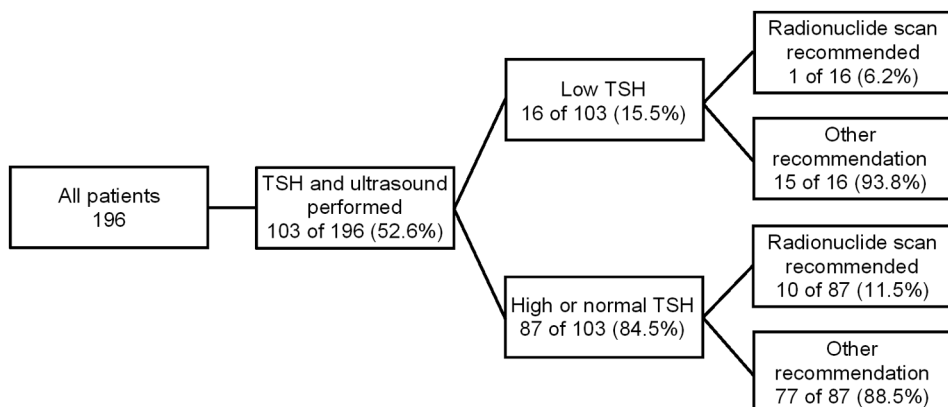 All patients
196
TSH and ultrasound
performed
103 of 196 (52.6%)
Low TSH
16 of 103 (15.5%)
High or normal TSH
87 of 103 (84.5%)
Radionuclide scan
recommended
1 of 16 (6.2%)
Other
recommendation
15 of 16 (93.8%)
Radionuclide scan
recommended
10 of 87 (11.5%)
Other
recommendation
77 of 87 (88.5%)